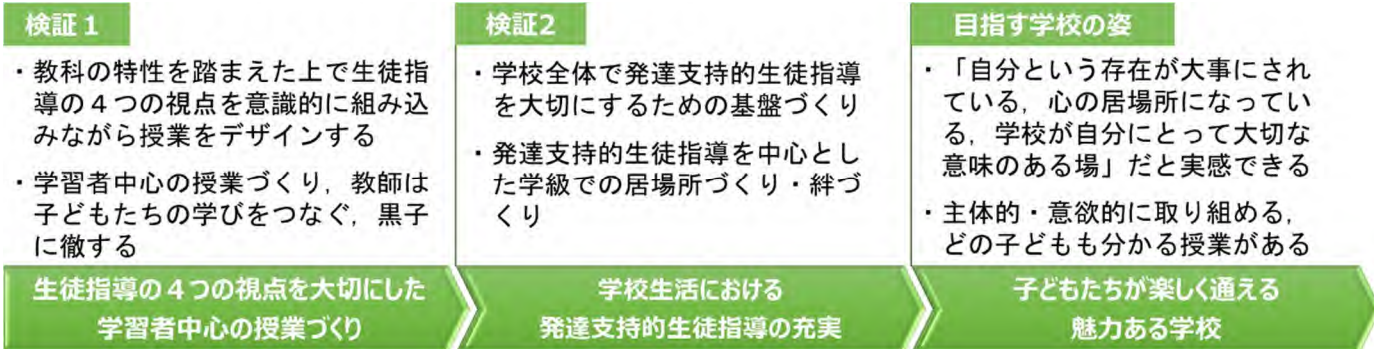 検証1
・教科の特性を踏まえた上で生徒指
導の4つの視点を意識的に組み込
みながら授業をデザインする
・学習者中心の授業づくり，教師は
子どもたちの学びをつなぐ，黒子
に徹する
生徒指導の4つの視点を大切にした
学習者中心の授業づくり
検証2
・学校全体で発達支持的生徒指導
を大切にするための基盤づくり
・発達支持的生徒指導を中心とし
た学級での居場所づくり・絆づ
くり
学校生活における
発達支持的生徒指導の充実
目指す学校の姿
・「自分という存在が大事にされ
ている，心の居場所になってい
る，学校が自分にとって大切な
意味のある場」だと実感できる
・主体的・意欲的に取り組める，
どの子どもも分かる授業がある
子どもたちが楽しく通える
魅力ある学校